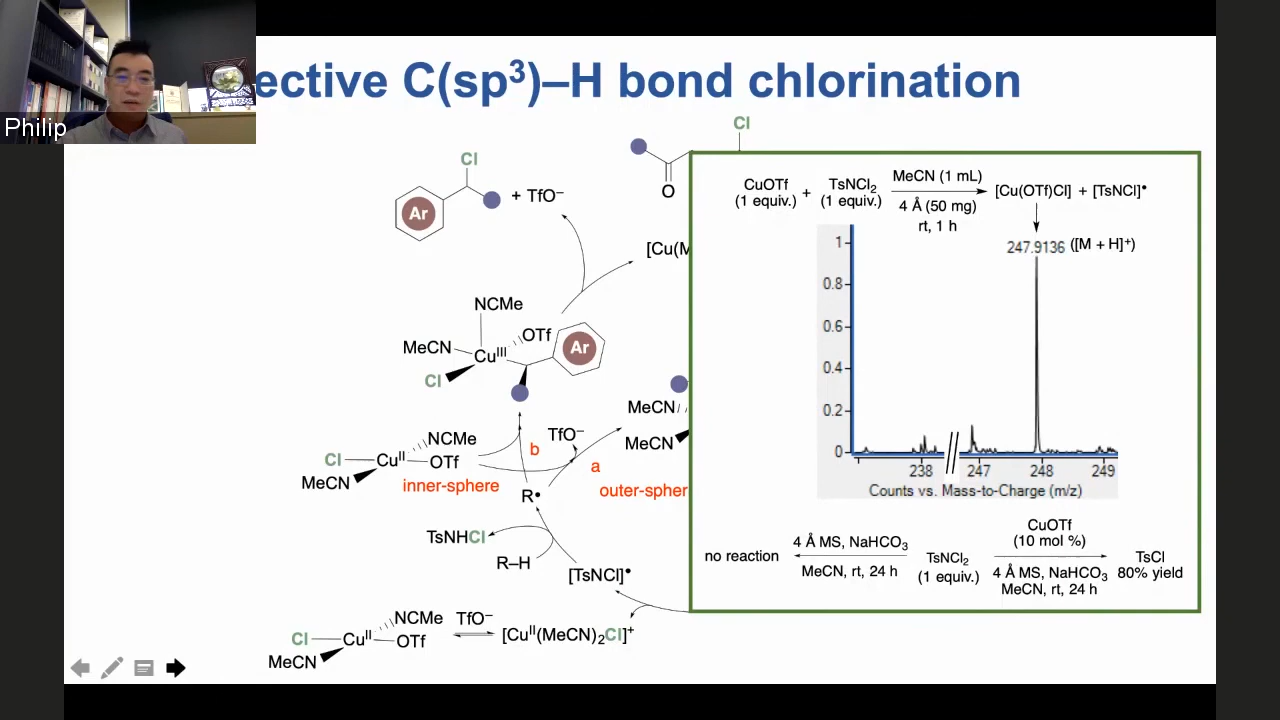 ective C(sp³)–H bond chlorination
Philip
Cl
Ar
+ TfO⁻
Cl
O
[Cu(M
NCMe
MeCN
Cuᴵᴵᴵ
OTf
Ar
Cl
MeCN
MeCN
TfO⁻
b
a
NCMe
Cl
Cuᴵᴵ
OTf
MeCN
inner-sphere
outer-spher
R•
TsNHCl
R–H
[TsNCl]•
NCMe
TfO⁻
Cl
Cuᴵᴵ
OTf
[Cuᴵᴵ(MeCN)₂Cl]⁺
MeCN
CuOTf
(1 equiv.)
+
TsNCl₂
(1 equiv.)
MeCN (1 mL)
4 Å (50 mg)
rt, 1 h
[Cu(OTf)Cl] + [TsNCl]•
247.9136 ([M + H]⁺)
1
0.8
0.6
0.4
0.2
0
238 247 248 249
Counts vs. Mass-to-Charge (m/z)
no reaction
4 Å MS, NaHCO₃
MeCN, rt, 24 h
TsNCl₂
(1 equiv.)
CuOTf
(10 mol %)
4 Å MS, NaHCO₃
MeCN, rt, 24 h
TsCl
80% yield